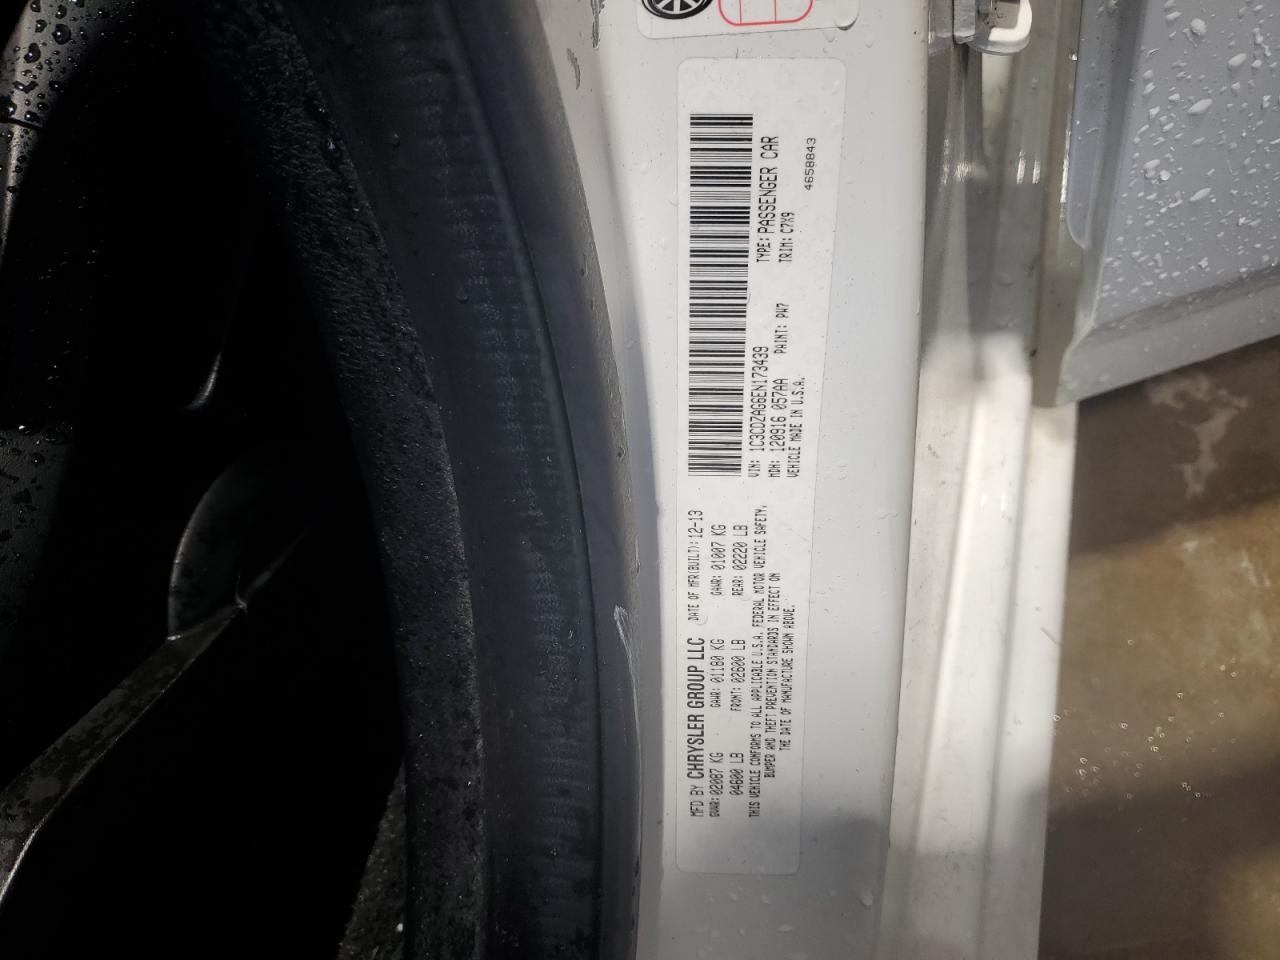 MFD BY CHRYSLER GROUP LLC DATE OF MFR(BUILT): 12-13
GVWR: 02087 KG GAWR: 01180 KG GAWR: 01007 KG
04600 LB FRONT: 02600 LB REAR: 02220 LB
THIS VEHICLE CONFORMS TO ALL APPLICABLE U.S.A. FEDERAL MOTOR VEHICLE SAFETY,
BUMPER AND THEFT PREVENTION STANDARDS IN EFFECT ON
THE DATE OF MANUFACTURE SHOWN ABOVE.
VIN: 1C3CDZAG6EN173439 TYPE: PASSENGER CAR
MDH: 120916 057AA PAINT: PW7 TRIM: C7X9
VEHICLE MADE IN U.S.A.
4658843